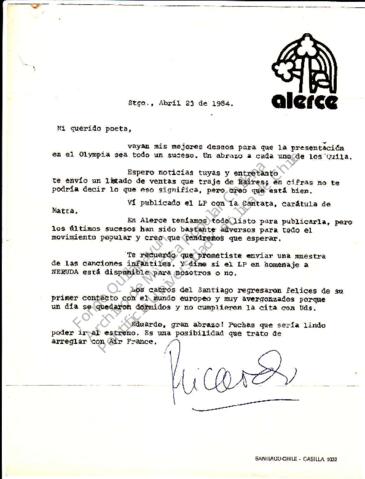 alerce
Stgo., Abril 23 de 1984.
Mi querido poeta,
vayan mis mejores deseos para que la presentación
en el Olympia sea todo un suceso. Un abrazo a cada uno de los Quila.
Espero noticias tuyas y entretanto
te envío un listado de ventas que traje de Baires; en cifras no te
podría decir lo que eso significa, pero creo que está bien.
Ví publicado el LP con la Cantata, carátula de
Matta.
En Alerce teníamos todo listo para publicarla, pero
los últimos sucesos han sido bastante adversos para todo el
movimiento popular y creo que tendremos que esperar.
Te recuerdo que prometiste enviar una muestra
de las canciones infantiles. Y dime si el LP en homenaje a
NERUDA está disponible para nosotros o no.
Los cabros del Santiago regresaron felices de su
primer contacto con el mundo europeo y muy avergonzados porque
un día se quedaron dormidos y no cumplieron la cita con Uds.
Eduardo, gran abrazo! Puchas que sería lindo
poder ir al estreno. Es una posibilidad que trato de
arreglar con Air France.
Ricardo
SANTIAGO-CHILE - CASILLA